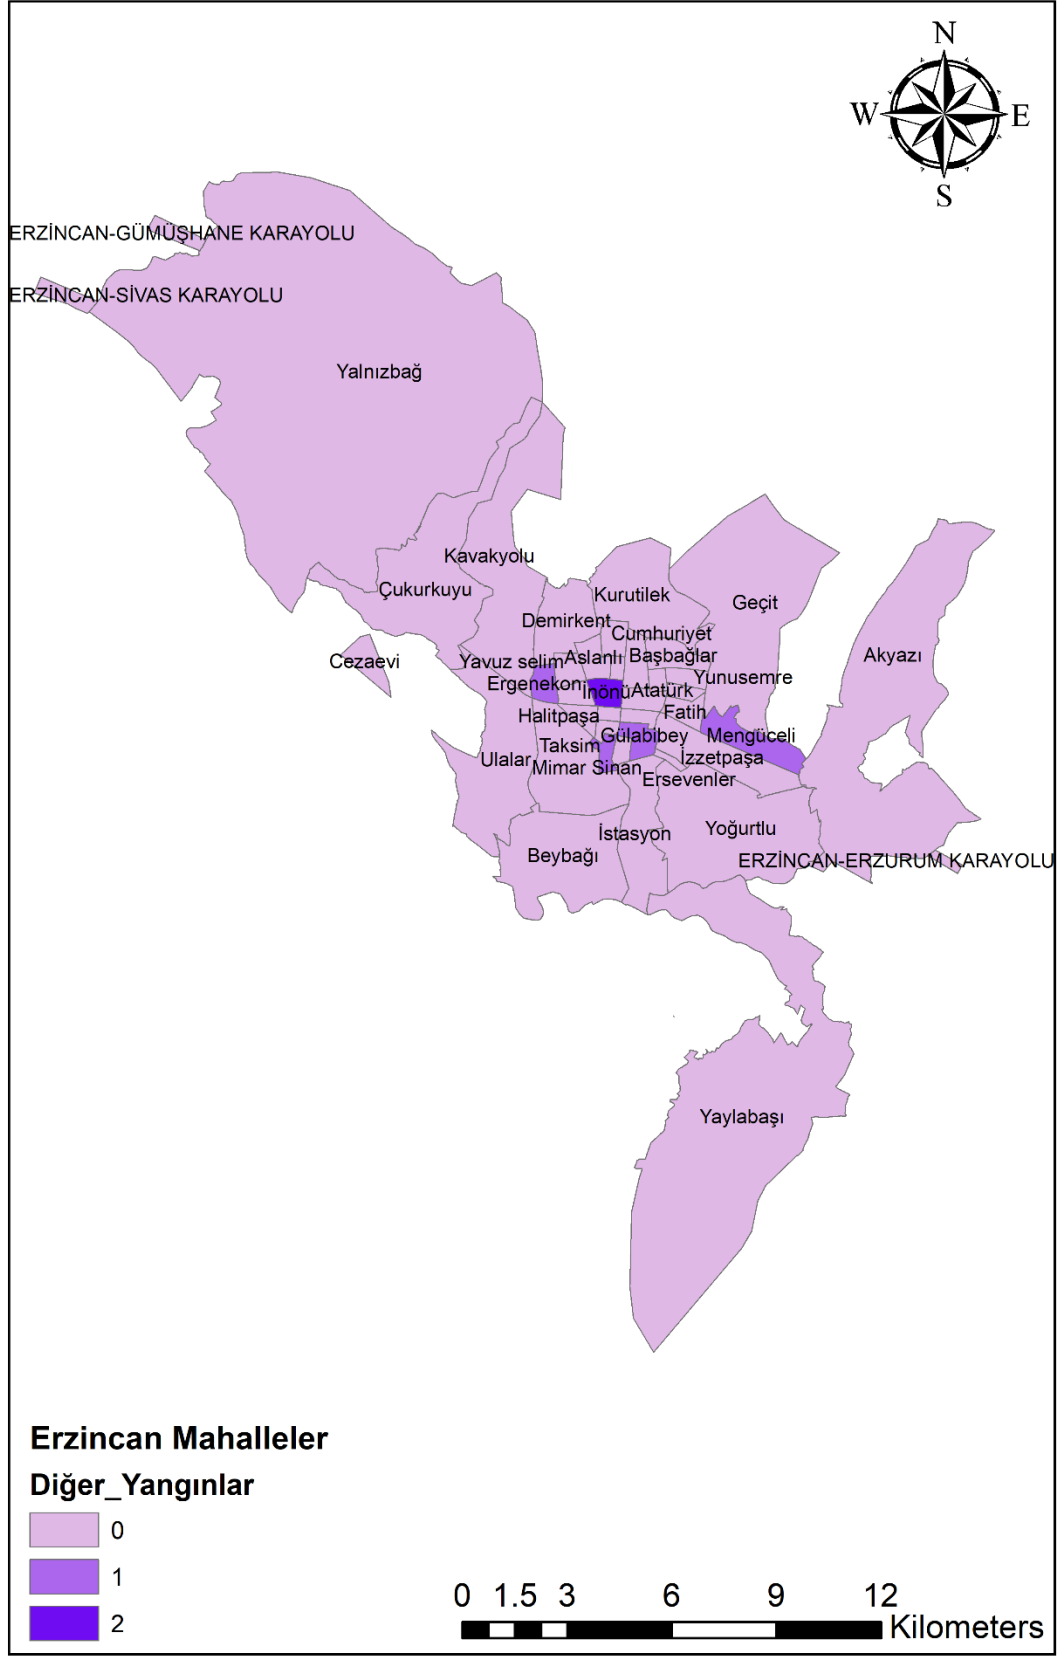 N
W
E
S
ERZİNCAN-GÜMÜŞHANE KARAYOLU
ERZİNCAN-SİVAS KARAYOLU
Yalnızbağ
Kavakyolu
Çukurkuyu
Kurutilek
Geçit
Demirkent
Cumhuriyet
Cezaevi
Yavuz selim
Aslanlı
Başbağlar
Akyazı
Ergenekon
İnönü
Atatürk
Yunusemre
Halitpaşa
Fatih
Taksim
Gülabibey
Mengüceli
Ulalar
Mimar Sinan
İzzetpaşa
Ersevenler
İstasyon
Yoğurtlu
Beybağı
ERZİNCAN-ERZURUM KARAYOLU
Yaylabaşı
Erzincan Mahalleler
Diğer_Yangınlar
0
1
2
0 1.5 3 6 9 12
Kilometers